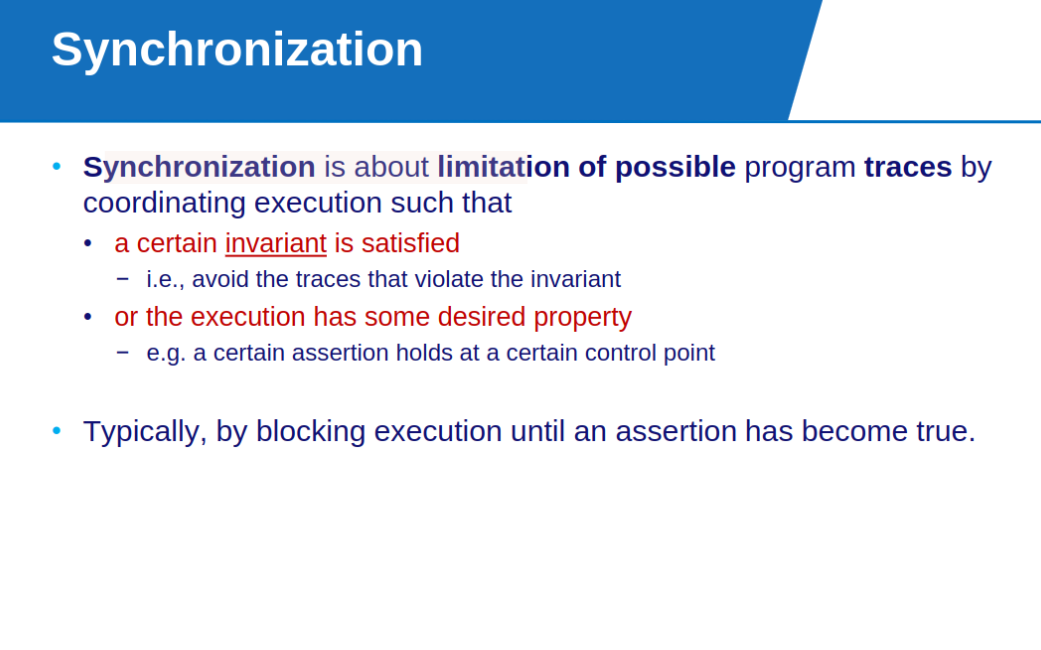 Synchronization
• Synchronization is about limitation of possible program traces by
coordinating execution such that
• a certain invariant is satisfied
− i.e., avoid the traces that violate the invariant
• or the execution has some desired property
− e.g. a certain assertion holds at a certain control point
• Typically, by blocking execution until an assertion has become true.